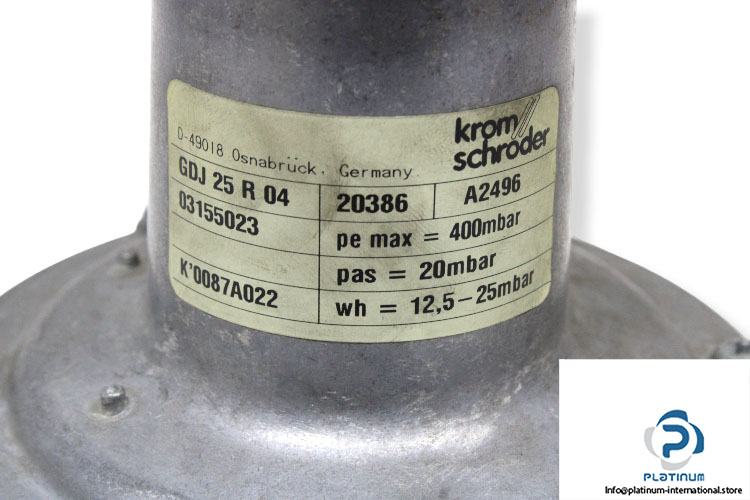 krom
schröder
D-49018 Osnabrück, Germany
GDJ 25 R 04
20386
A2496
03155023
pe max = 400mbar
pas = 20mbar
K'0087A022
wh = 12,5-25mbar
PLATINUM
Info@platinum-international.store